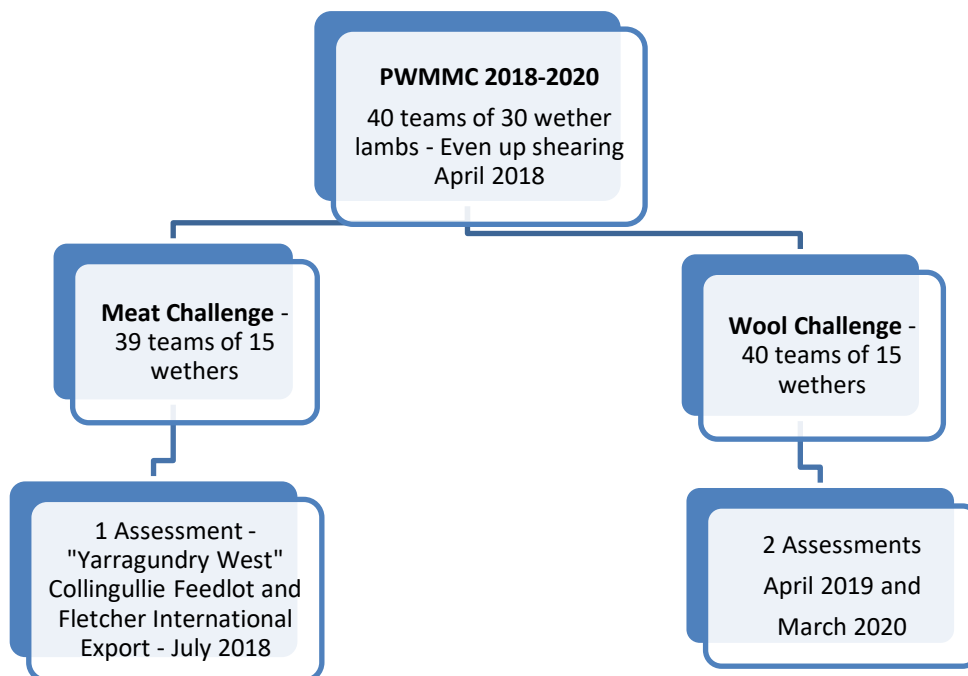 PWMMC 2018-2020
40 teams of 30 wether
lambs - Even up shearing
April 2018
Meat Challenge -
39 teams of 15
wethers
Wool Challenge -
40 teams of 15
wethers
1 Assessment -
"Yarragundry West"
Collingullie Feedlot and
Fletcher International
Export - July 2018
2 Assessments
April 2019 and
March 2020